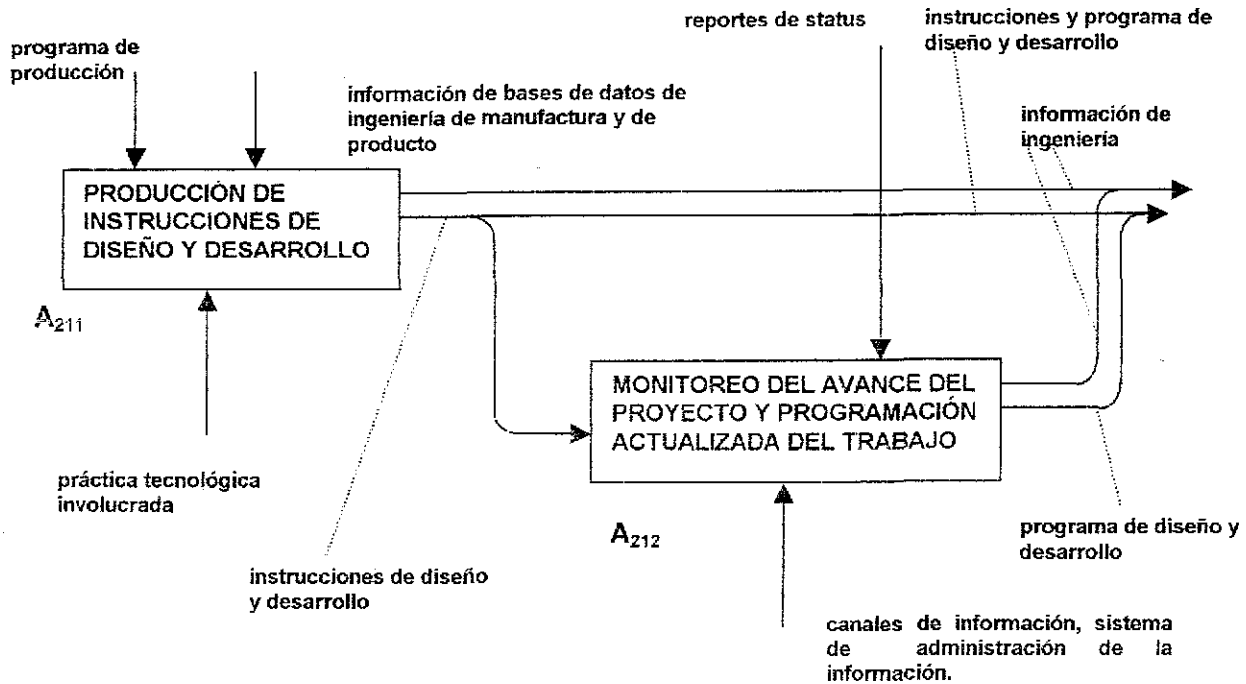 reportes de status
instrucciones y programa de
diseño y desarrollo
programa de
producción
información de bases de datos de
ingeniería de manufactura y de
producto
información de
ingeniería
PRODUCCIÓN DE
INSTRUCCIONES DE
DISEÑO Y DESARROLLO
A211
MONITOREO DEL AVANCE DEL
PROYECTO Y PROGRAMACIÓN
ACTUALIZADA DEL TRABAJO
práctica tecnológica
involucrada
A212
programa de diseño y
desarrollo
instrucciones de diseño
y desarrollo
canales de información, sistema
de administración de la
información.